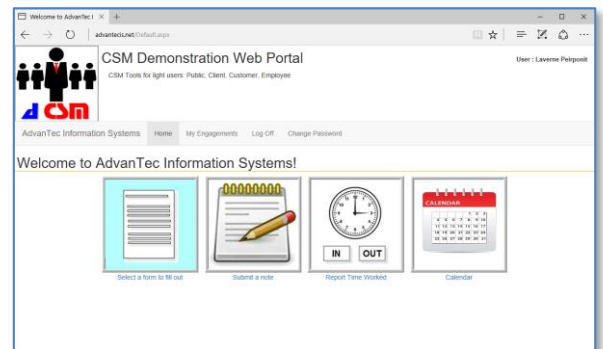 Welcome to AdvanTec I
advantecis.net/Default.aspx
CSM Demonstration Web Portal
User : Laverne Peirponit
CSM Tools for light users: Public, Client, Customer, Employee
CSM
AdvanTec Information Systems Home My Engagements Log Off Change Password
Welcome to AdvanTec Information Systems!
CALENDAR
IN OUT
Select a form to fill out
Submit a note
Report Time Worked
Calendar